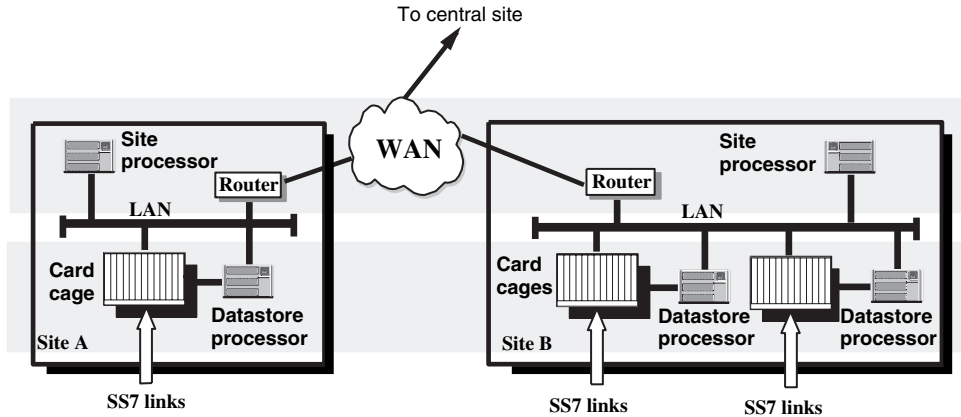 To central site
WAN
Site
processor
Router
LAN
Card
cage
Datastore
processor
Site A
SS7 links
Site
processor
Router
LAN
Card
cages
Datastore
processor
Datastore
processor
Site B
SS7 links
SS7 links